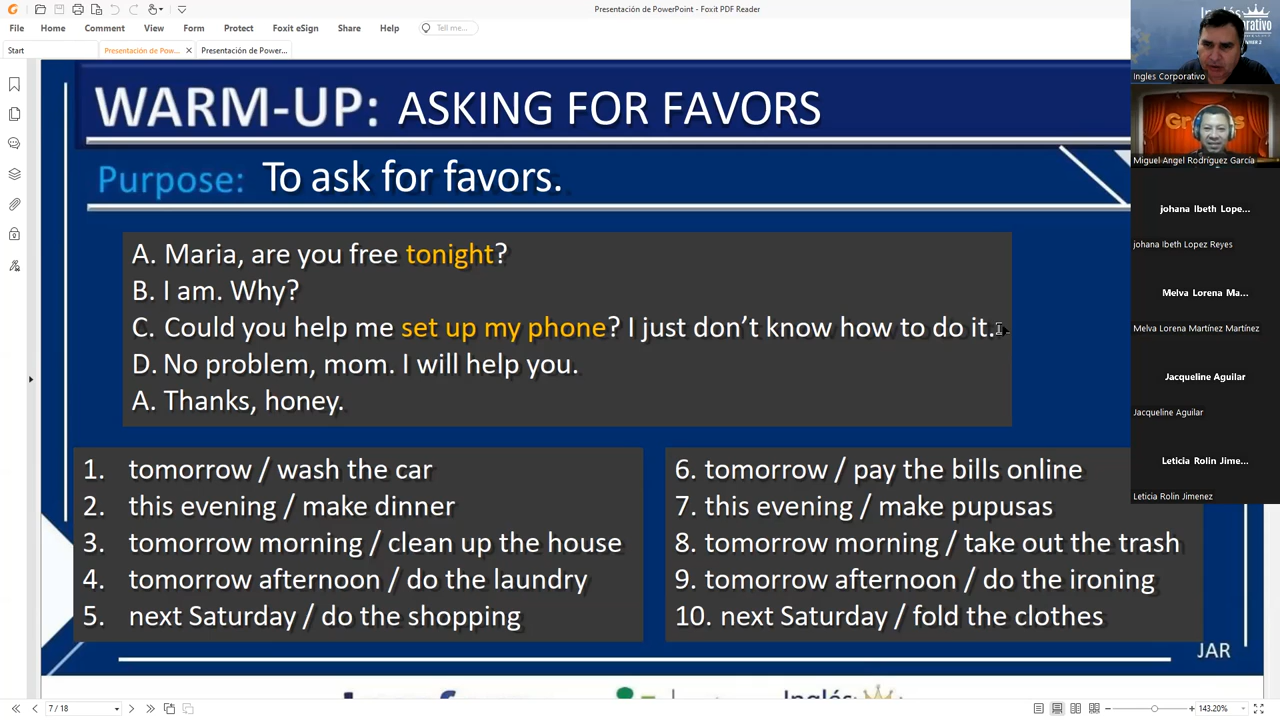 Presentación de PowerPoint - Foxit PDF Reader
File Home Comment View Form Protect Foxit eSign Share Help Tell me...
Start Presentación de Pow... Presentación de Power...
WARM-UP: ASKING FOR FAVORS
Purpose: To ask for favors.
A. Maria, are you free tonight?
B. I am. Why?
C. Could you help me set up my phone? I just don't know how to do it.
D. No problem, mom. I will help you.
A. Thanks, honey.
1. tomorrow / wash the car
2. this evening / make dinner
3. tomorrow morning / clean up the house
4. tomorrow afternoon / do the laundry
5. next Saturday / do the shopping
6. tomorrow / pay the bills online
7. this evening / make pupusas
8. tomorrow morning / take out the trash
9. tomorrow afternoon / do the ironing
10. next Saturday / fold the clothes
JAR
Inglés
Ingles Corporativo
Miguel Angel Rodríguez García
johana Ibeth Lope...
johana Ibeth Lopez Reyes
Melva Lorena Ma...
Melva Lorena Martínez Martínez
Jacqueline Aguilar
Jacqueline Aguilar
Leticia Rolin Jime...
Leticia Rolin Jimenez
7 / 18
143.20%